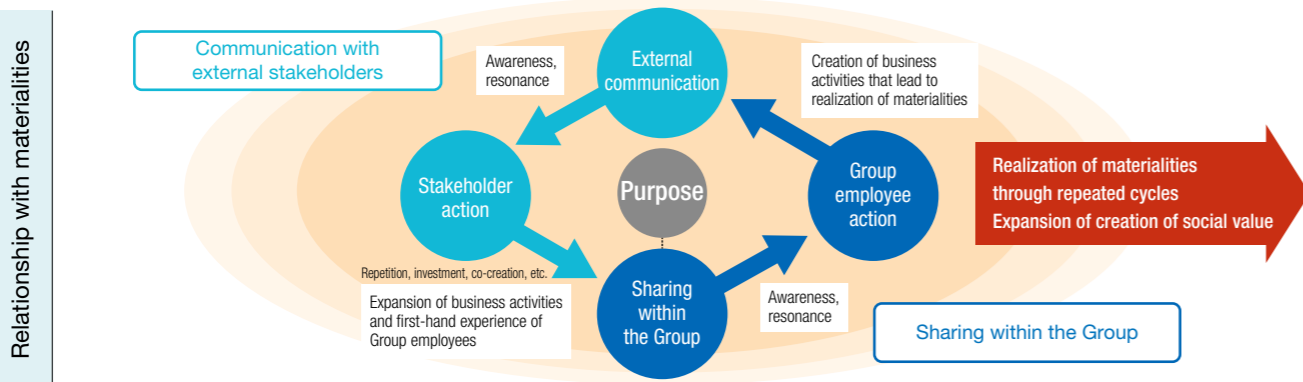 Relationship with materialities
Communication with
external stakeholders
Awareness,
resonance
External
communication
Creation of business
activities that lead to
realization of materialities
Stakeholder
action
Purpose
Group
employee
action
Realization of materialities
through repeated cycles
Expansion of creation of social value
Repetition, investment, co-creation, etc.
Expansion of business activities
and first-hand experience of
Group employees
Sharing
within
the Group
Awareness,
resonance
Sharing within the Group